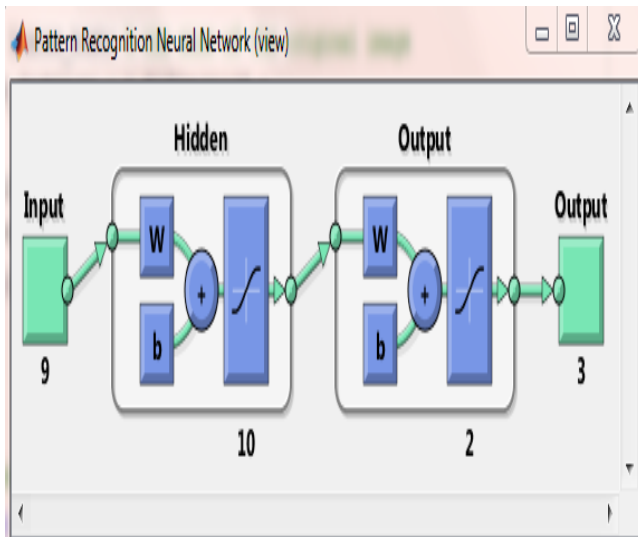 Pattern Recognition Neural Network (view)
Hidden
Output
Input
Output
W
b
+
W
b
+
9
10
2
3